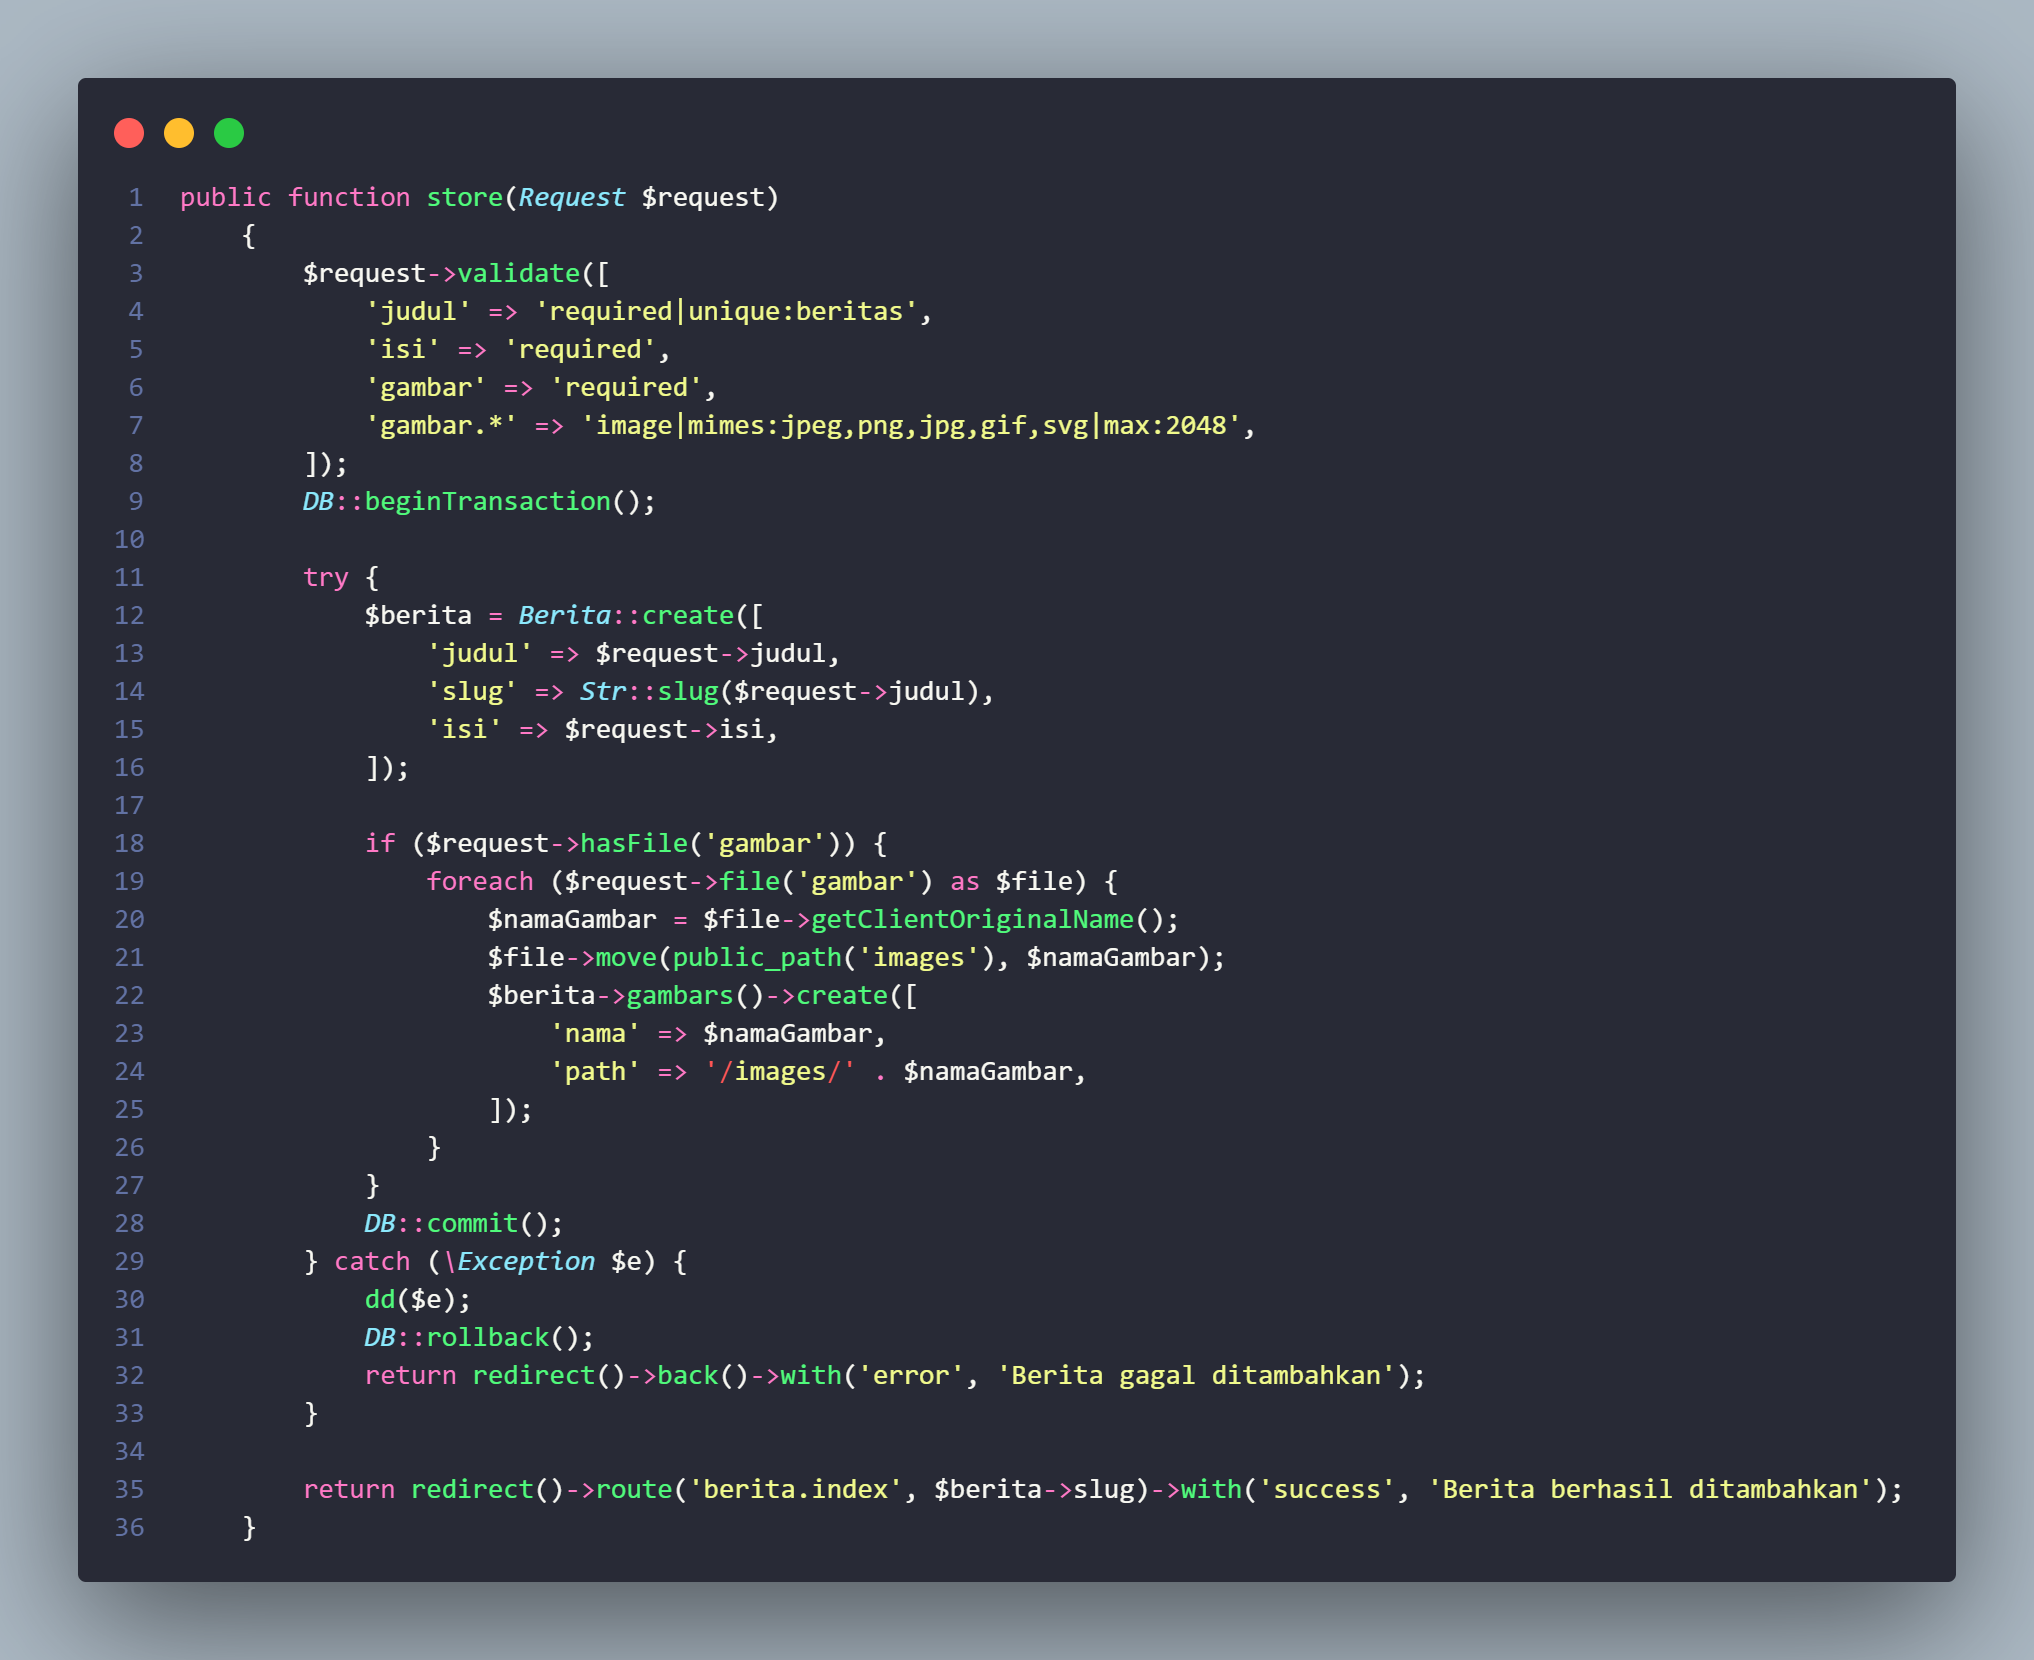 1 public function store(Request $request)
2     {
3         $request->validate([
4             'judul' => 'required|unique:beritas',
5             'isi' => 'required',
6             'gambar' => 'required',
7             'gambar.*' => 'image|mimes:jpeg,png,jpg,gif,svg|max:2048',
8         ]);
9         DB::beginTransaction();
10
11         try {
12             $berita = Berita::create([
13                 'judul' => $request->judul,
14                 'slug' => Str::slug($request->judul),
15                 'isi' => $request->isi,
16             ]);
17
18             if ($request->hasFile('gambar')) {
19                 foreach ($request->file('gambar') as $file) {
20                     $namaGambar = $file->getClientOriginalName();
21                     $file->move(public_path('images'), $namaGambar);
22                     $berita->gambars()->create([
23                         'nama' => $namaGambar,
24                         'path' => '/images/' . $namaGambar,
25                     ]);
26                 }
27             }
28             DB::commit();
29         } catch (\Exception $e) {
30             dd($e);
31             DB::rollback();
32             return redirect()->back()->with('error', 'Berita gagal ditambahkan');
33         }
34
35         return redirect()->route('berita.index', $berita->slug)->with('success', 'Berita berhasil ditambahkan');
36     }